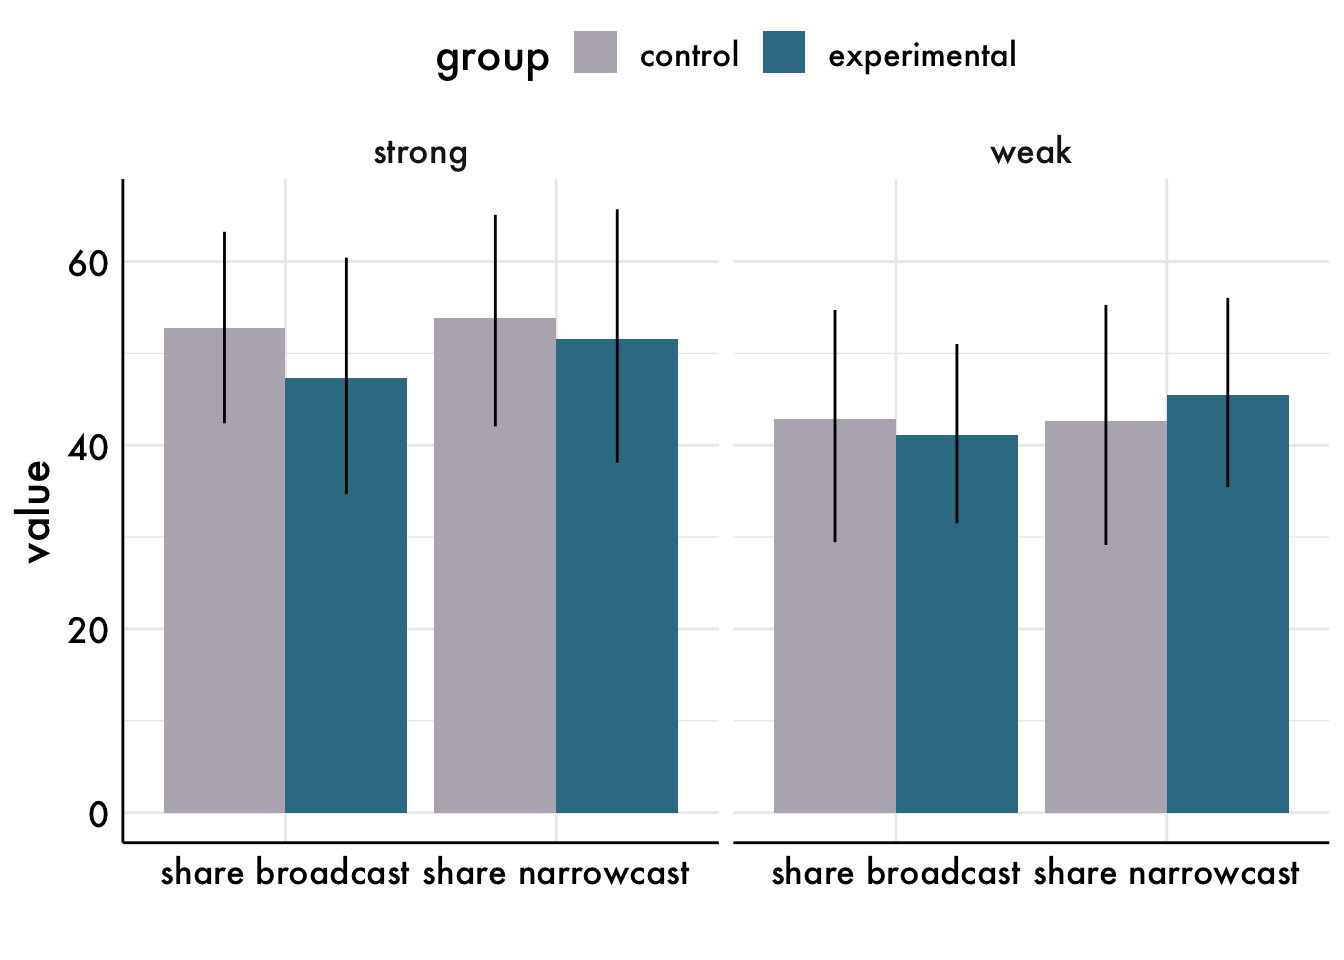 group control experimental
strong weak
60
40
20
0
value
share broadcast share narrowcast share broadcast share narrowcast